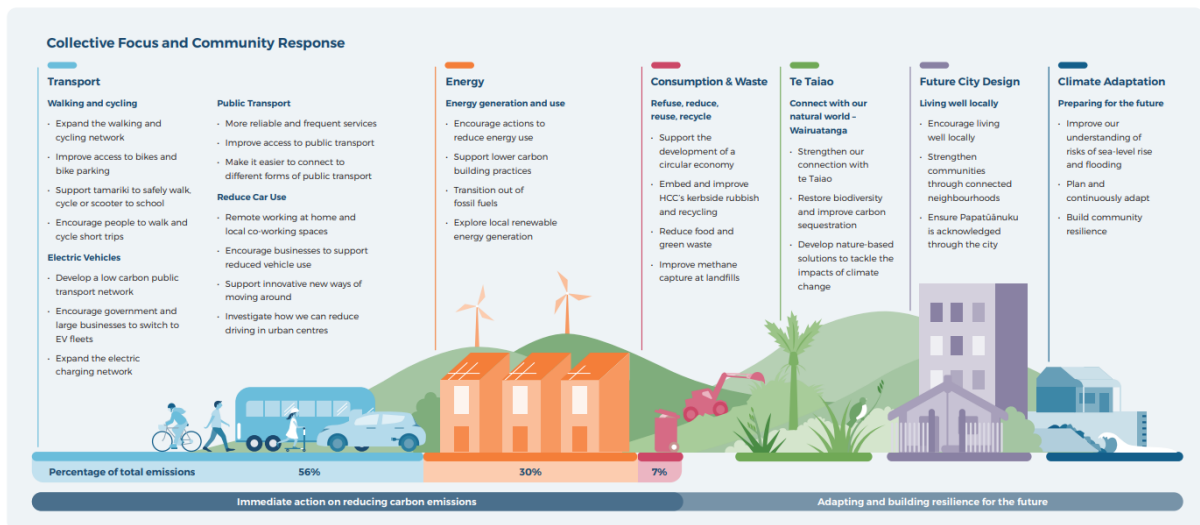 Collective Focus and Community Response
Transport
Walking and cycling
• Expand the walking and
cycling network
• Improve access to bikes and
bike parking
• Support tamariki to safely walk,
cycle or scooter to school
• Encourage people to walk and
cycle short trips
Electric Vehicles
• Develop a low carbon public
transport network
• Encourage government and
large businesses to switch to
EV fleets
• Expand the electric
charging network
Public Transport
• More reliable and frequent services
• Improve access to public transport
• Make it easier to connect to
different forms of public transport
Reduce Car Use
• Remote working at home and
local co-working spaces
• Encourage businesses to support
reduced vehicle use
• Support innovative new ways of
moving around
• Investigate how we can reduce
driving in urban centres
Energy
Energy generation and use
• Encourage actions to
reduce energy use
• Support lower carbon
building practices
• Transition out of
fossil fuels
• Explore local renewable
energy generation
Consumption & Waste
Refuse, reduce,
reuse, recycle
• Support the
development of a
circular economy
• Embed and improve
HCC's kerbside rubbish
and recycling
• Reduce food and
green waste
• Improve methane
capture at landfills
Te Taiao
Connect with our
natural world –
Wairuatanga
• Strengthen our
connection with
te Taiao
• Restore biodiversity
and improve carbon
sequestration
• Develop nature-based
solutions to tackle the
impacts of climate
change
Future City Design
Living well locally
• Encourage living
well locally
• Strengthen
communities
through connected
neighbourhoods
• Ensure Papatūānuku
is acknowledged
through the city
Climate Adaptation
Preparing for the future
• Improve our
understanding of
risks of sea-level rise
and flooding
• Plan and
continuously adapt
• Build community
resilience
Percentage of total emissions 56% 30% 7%
Immediate action on reducing carbon emissions
Adapting and building resilience for the future